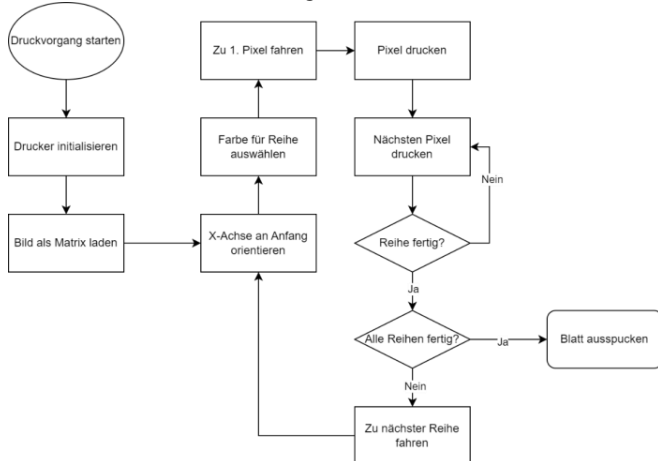 Druckvorgang starten
Drucker initialisieren
Bild als Matrix laden
X-Achse an Anfang
orientieren
Farbe für Reihe
auswählen
Zu 1. Pixel fahren
Pixel drucken
Nächsten Pixel
drucken
Nein
Reihe fertig?
Ja
Alle Reihen fertig?
Ja
Blatt ausspucken
Nein
Zu nächster Reihe
fahren